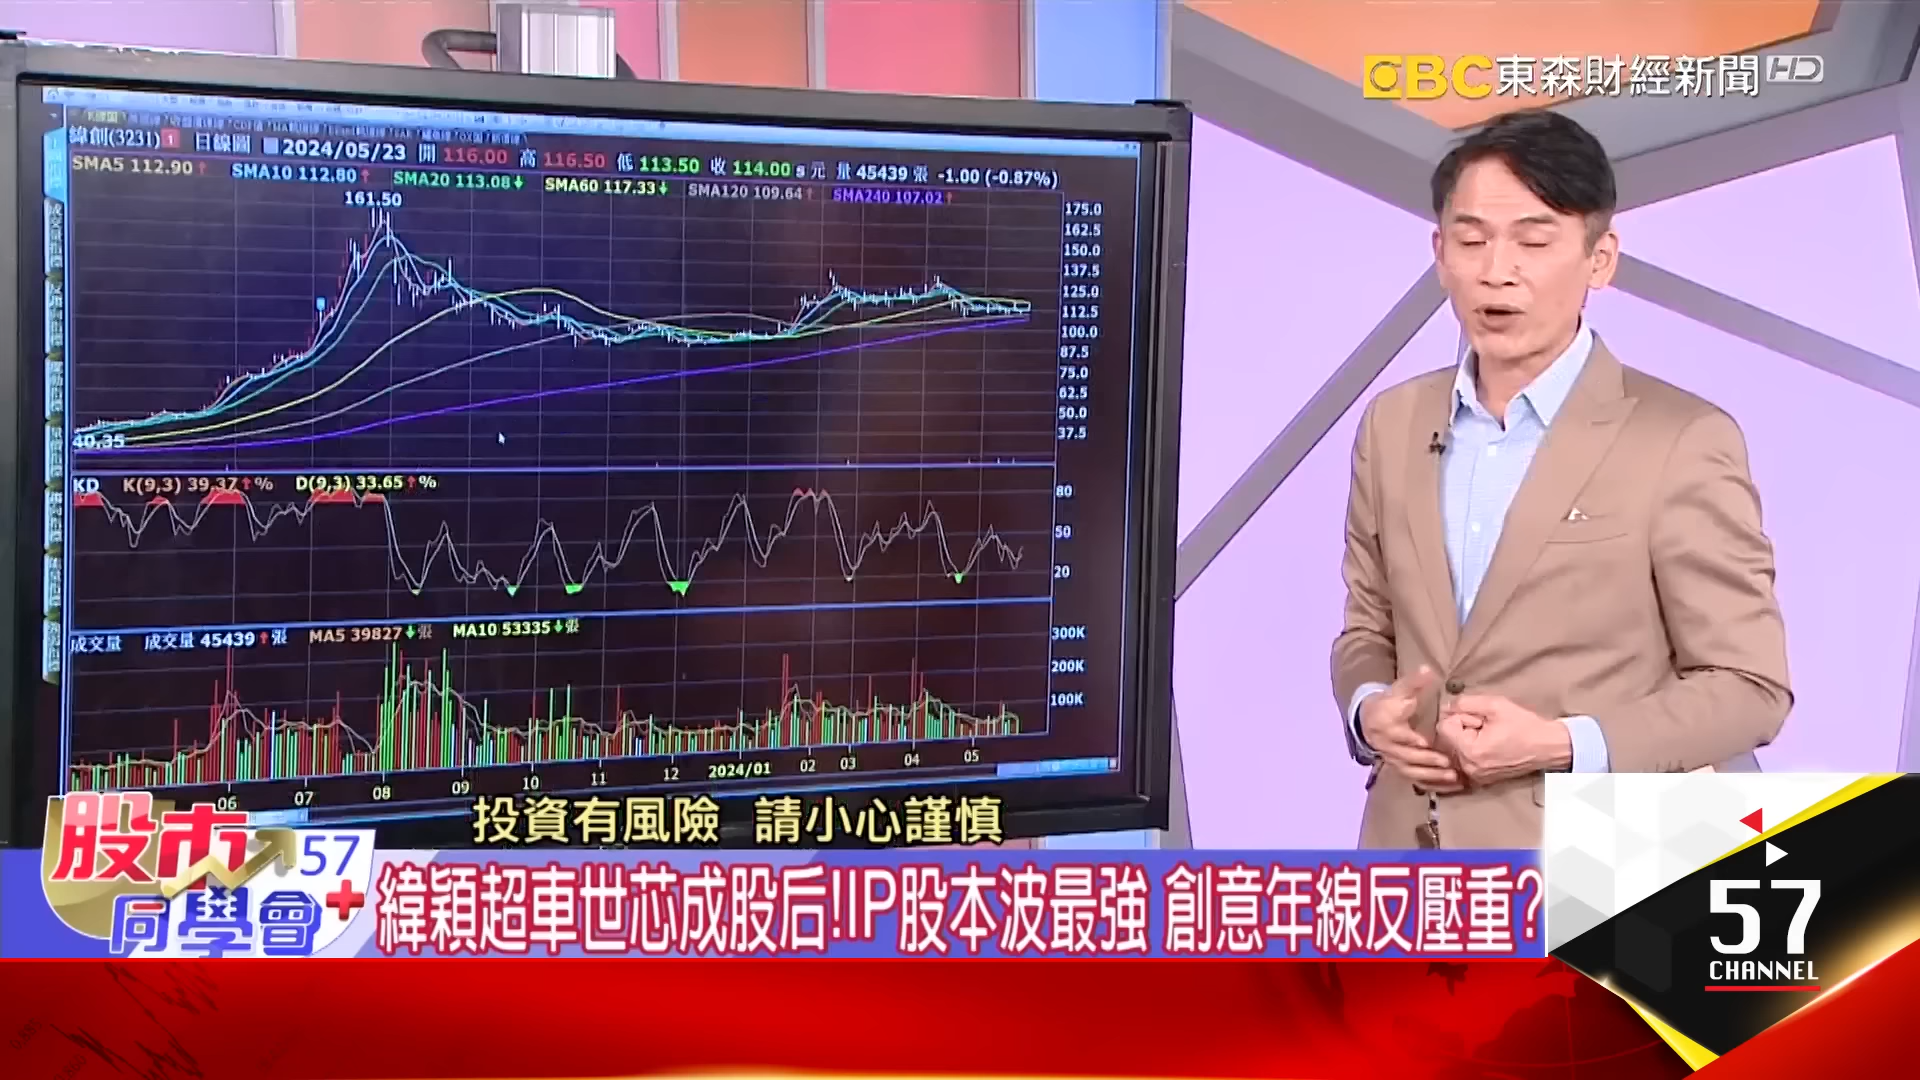 EBC東森財經新聞HD
緯創(3231) 1 日線圖 2024/05/23 開 116.00 高 116.50 低 113.50 收 114.00 s 元 量 45439 張 -1.00 (-0.87%)
SMA5 112.90↑ SMA10 112.80↑ SMA20 113.08↓ SMA60 117.33↓ SMA120 109.64↑ SMA240 107.02↑
161.50
175.0
162.5
150.0
137.5
125.0
112.5
100.0
87.5
75.0
62.5
50.0
37.5
40.35
KD K(9,3) 39.37↑% D(9,3) 33.65↑%
80
50
20
成交量 成交量 45439↑張 MA5 39827↓張 MA10 53335↓張
300K
200K
100K
06 07 08 09 10 11 12 2024/01 02 03 04 05
投資有風險 請小心謹慎
股市 57
同學會+
緯穎超車世芯成股后!IP股本波最強 創意年線反壓重?
57
CHANNEL